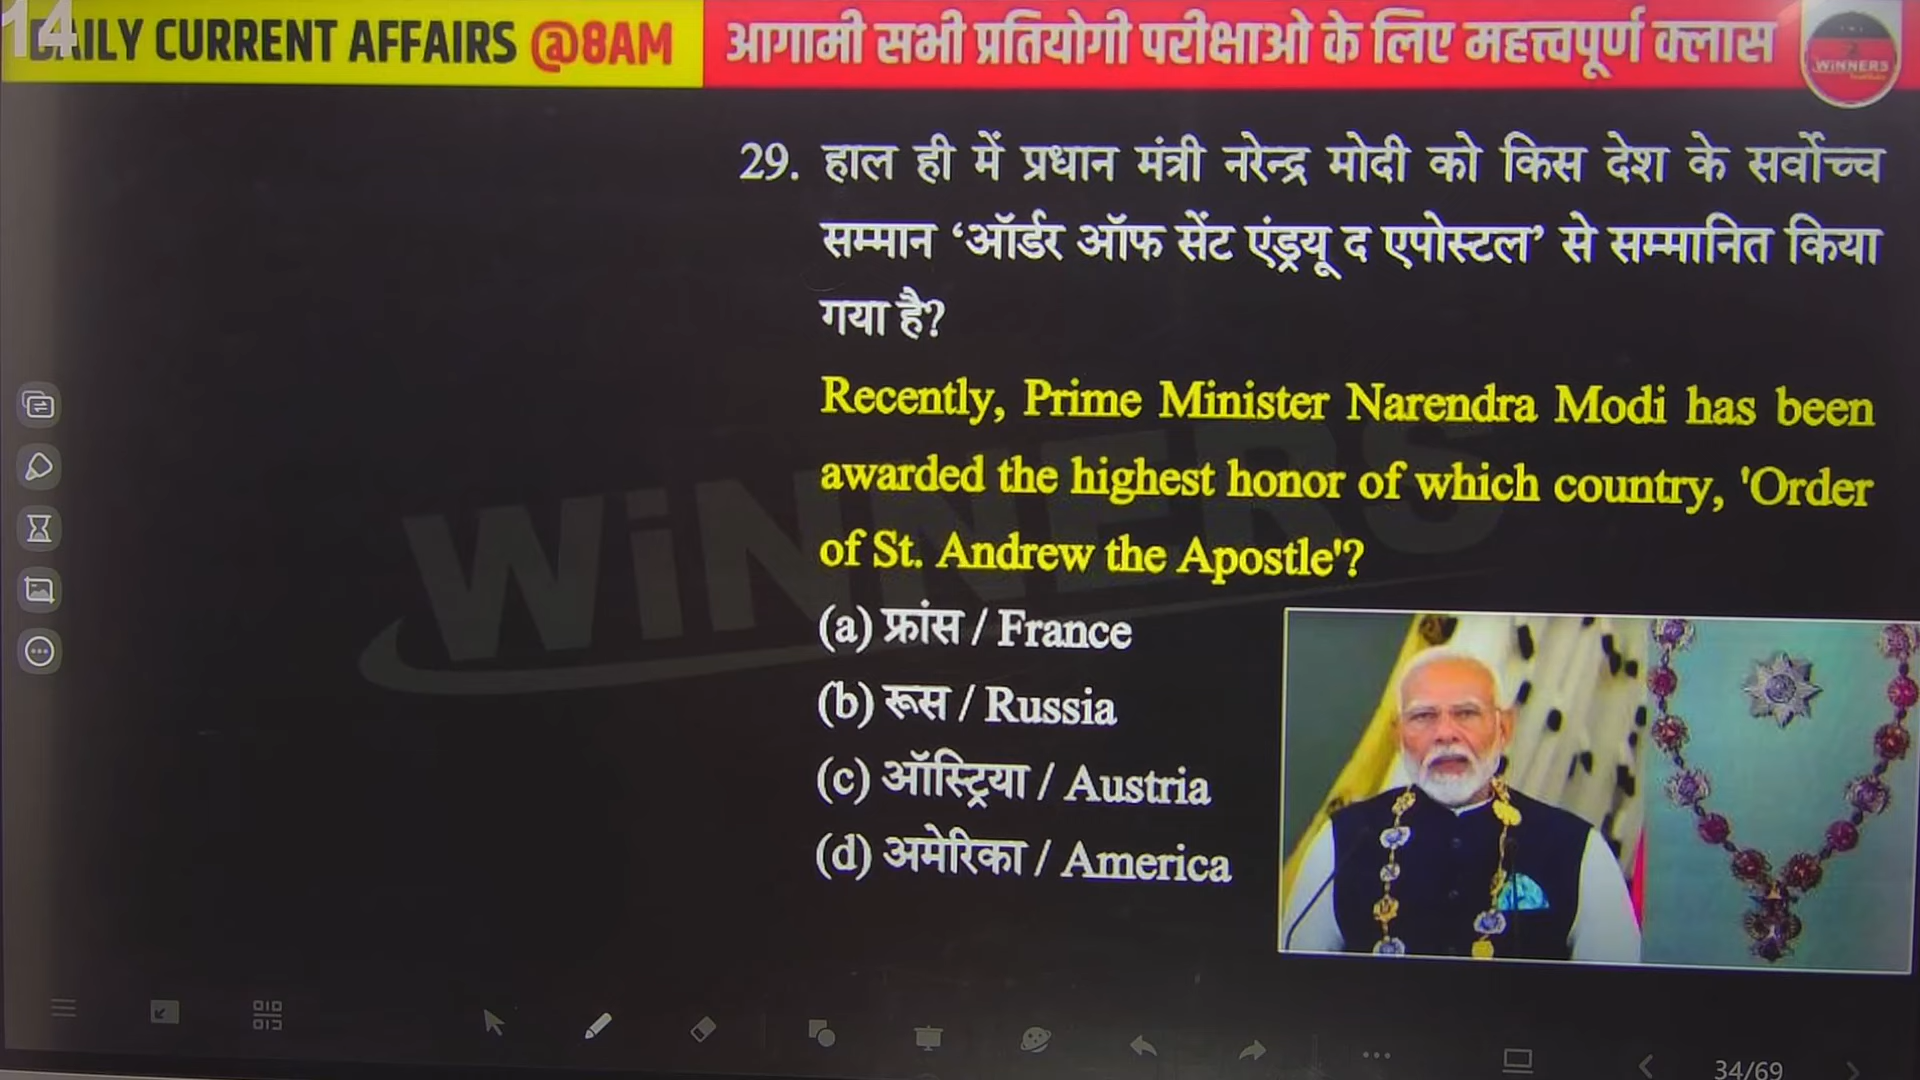 14
DAILY CURRENT AFFAIRS @8AM
आगामी सभी प्रतियोगी परीक्षाओ के लिए महत्त्वपूर्ण क्लास
WiNNERS
29. हाल ही में प्रधान मंत्री नरेन्द्र मोदी को किस देश के सर्वोच्च
सम्मान ‘ऑर्डर ऑफ सेंट एंड्रयू द एपोस्टल’ से सम्मानित किया
गया है?
Recently, Prime Minister Narendra Modi has been
awarded the highest honor of which country, 'Order
of St. Andrew the Apostle'?
WiNNERS
(a) फ्रांस / France
(b) रूस / Russia
(c) ऑस्ट्रिया / Austria
(d) अमेरिका / America
34/69